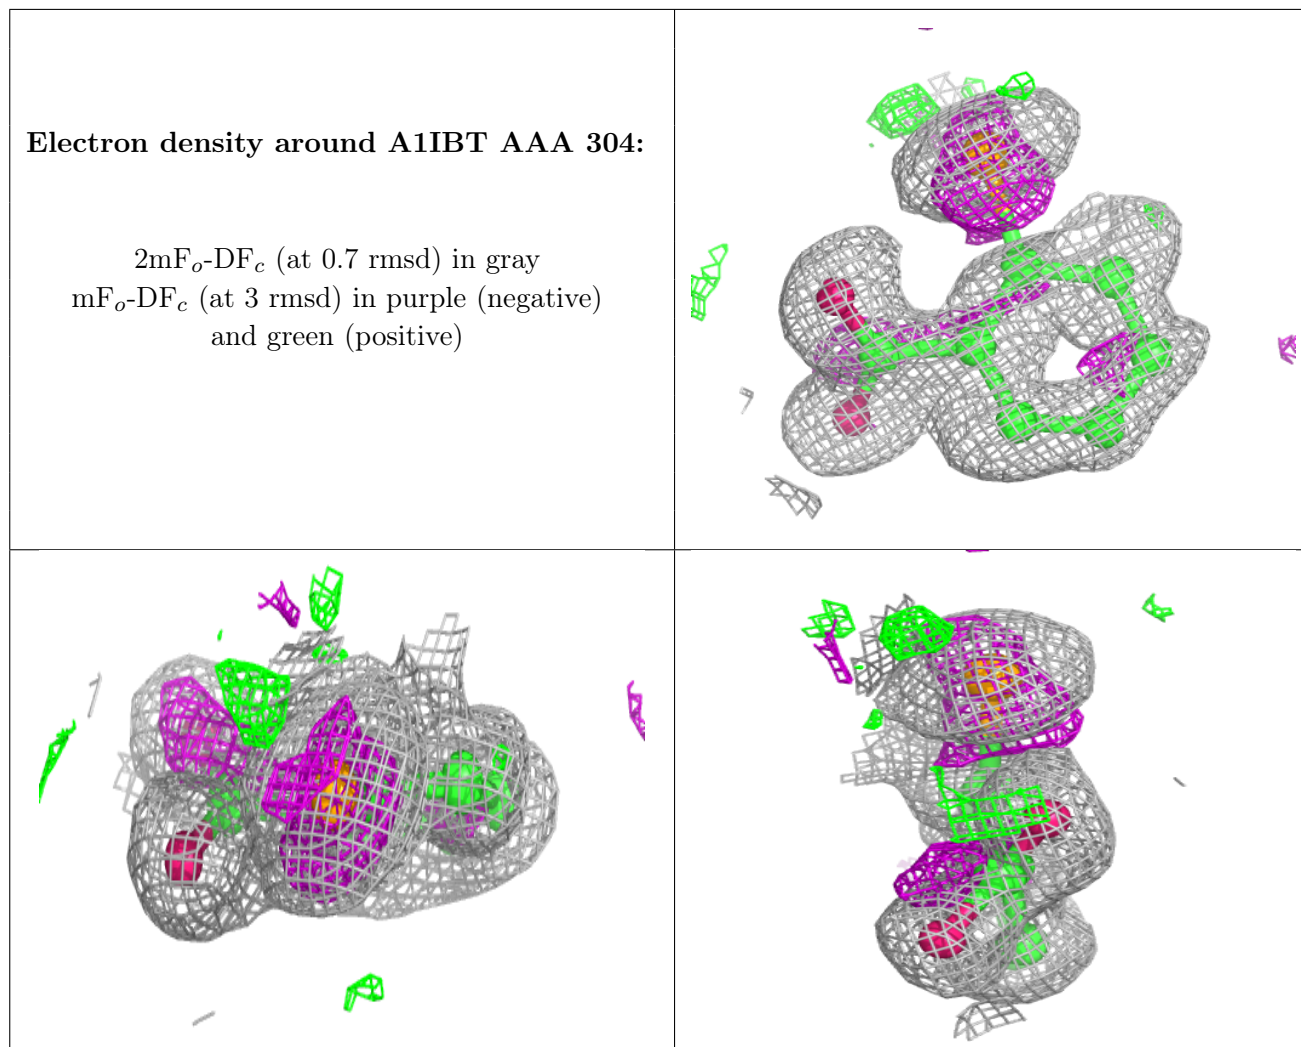 Electron density around A1IBT AAA 304:
2mFo-DFc (at 0.7 rmsd) in gray
mFo-DFc (at 3 rmsd) in purple (negative)
and green (positive)